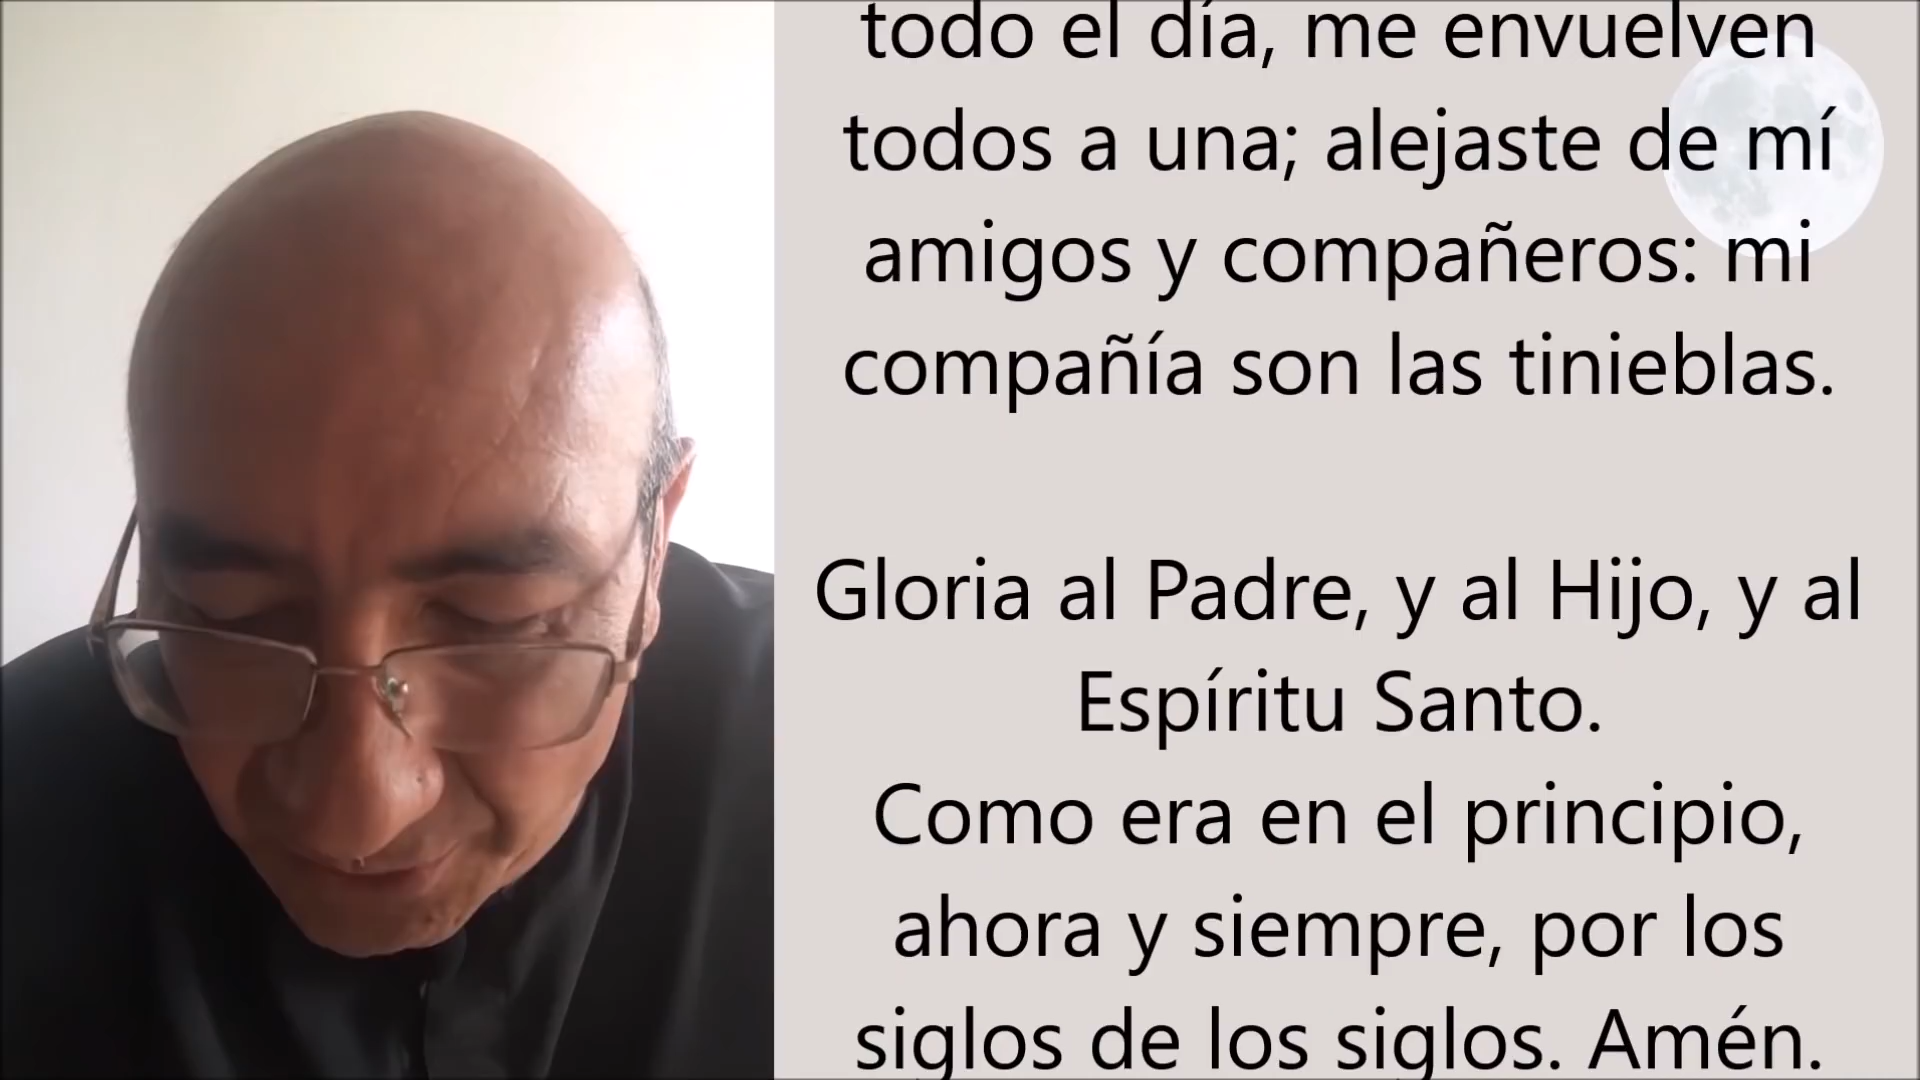 todo el día, me envuelven
todos a una; alejaste de mí
amigos y compañeros: mi
compañía son las tinieblas.
Gloria al Padre, y al Hijo, y al
Espíritu Santo.
Como era en el principio,
ahora y siempre, por los
siglos de los siglos. Amén.